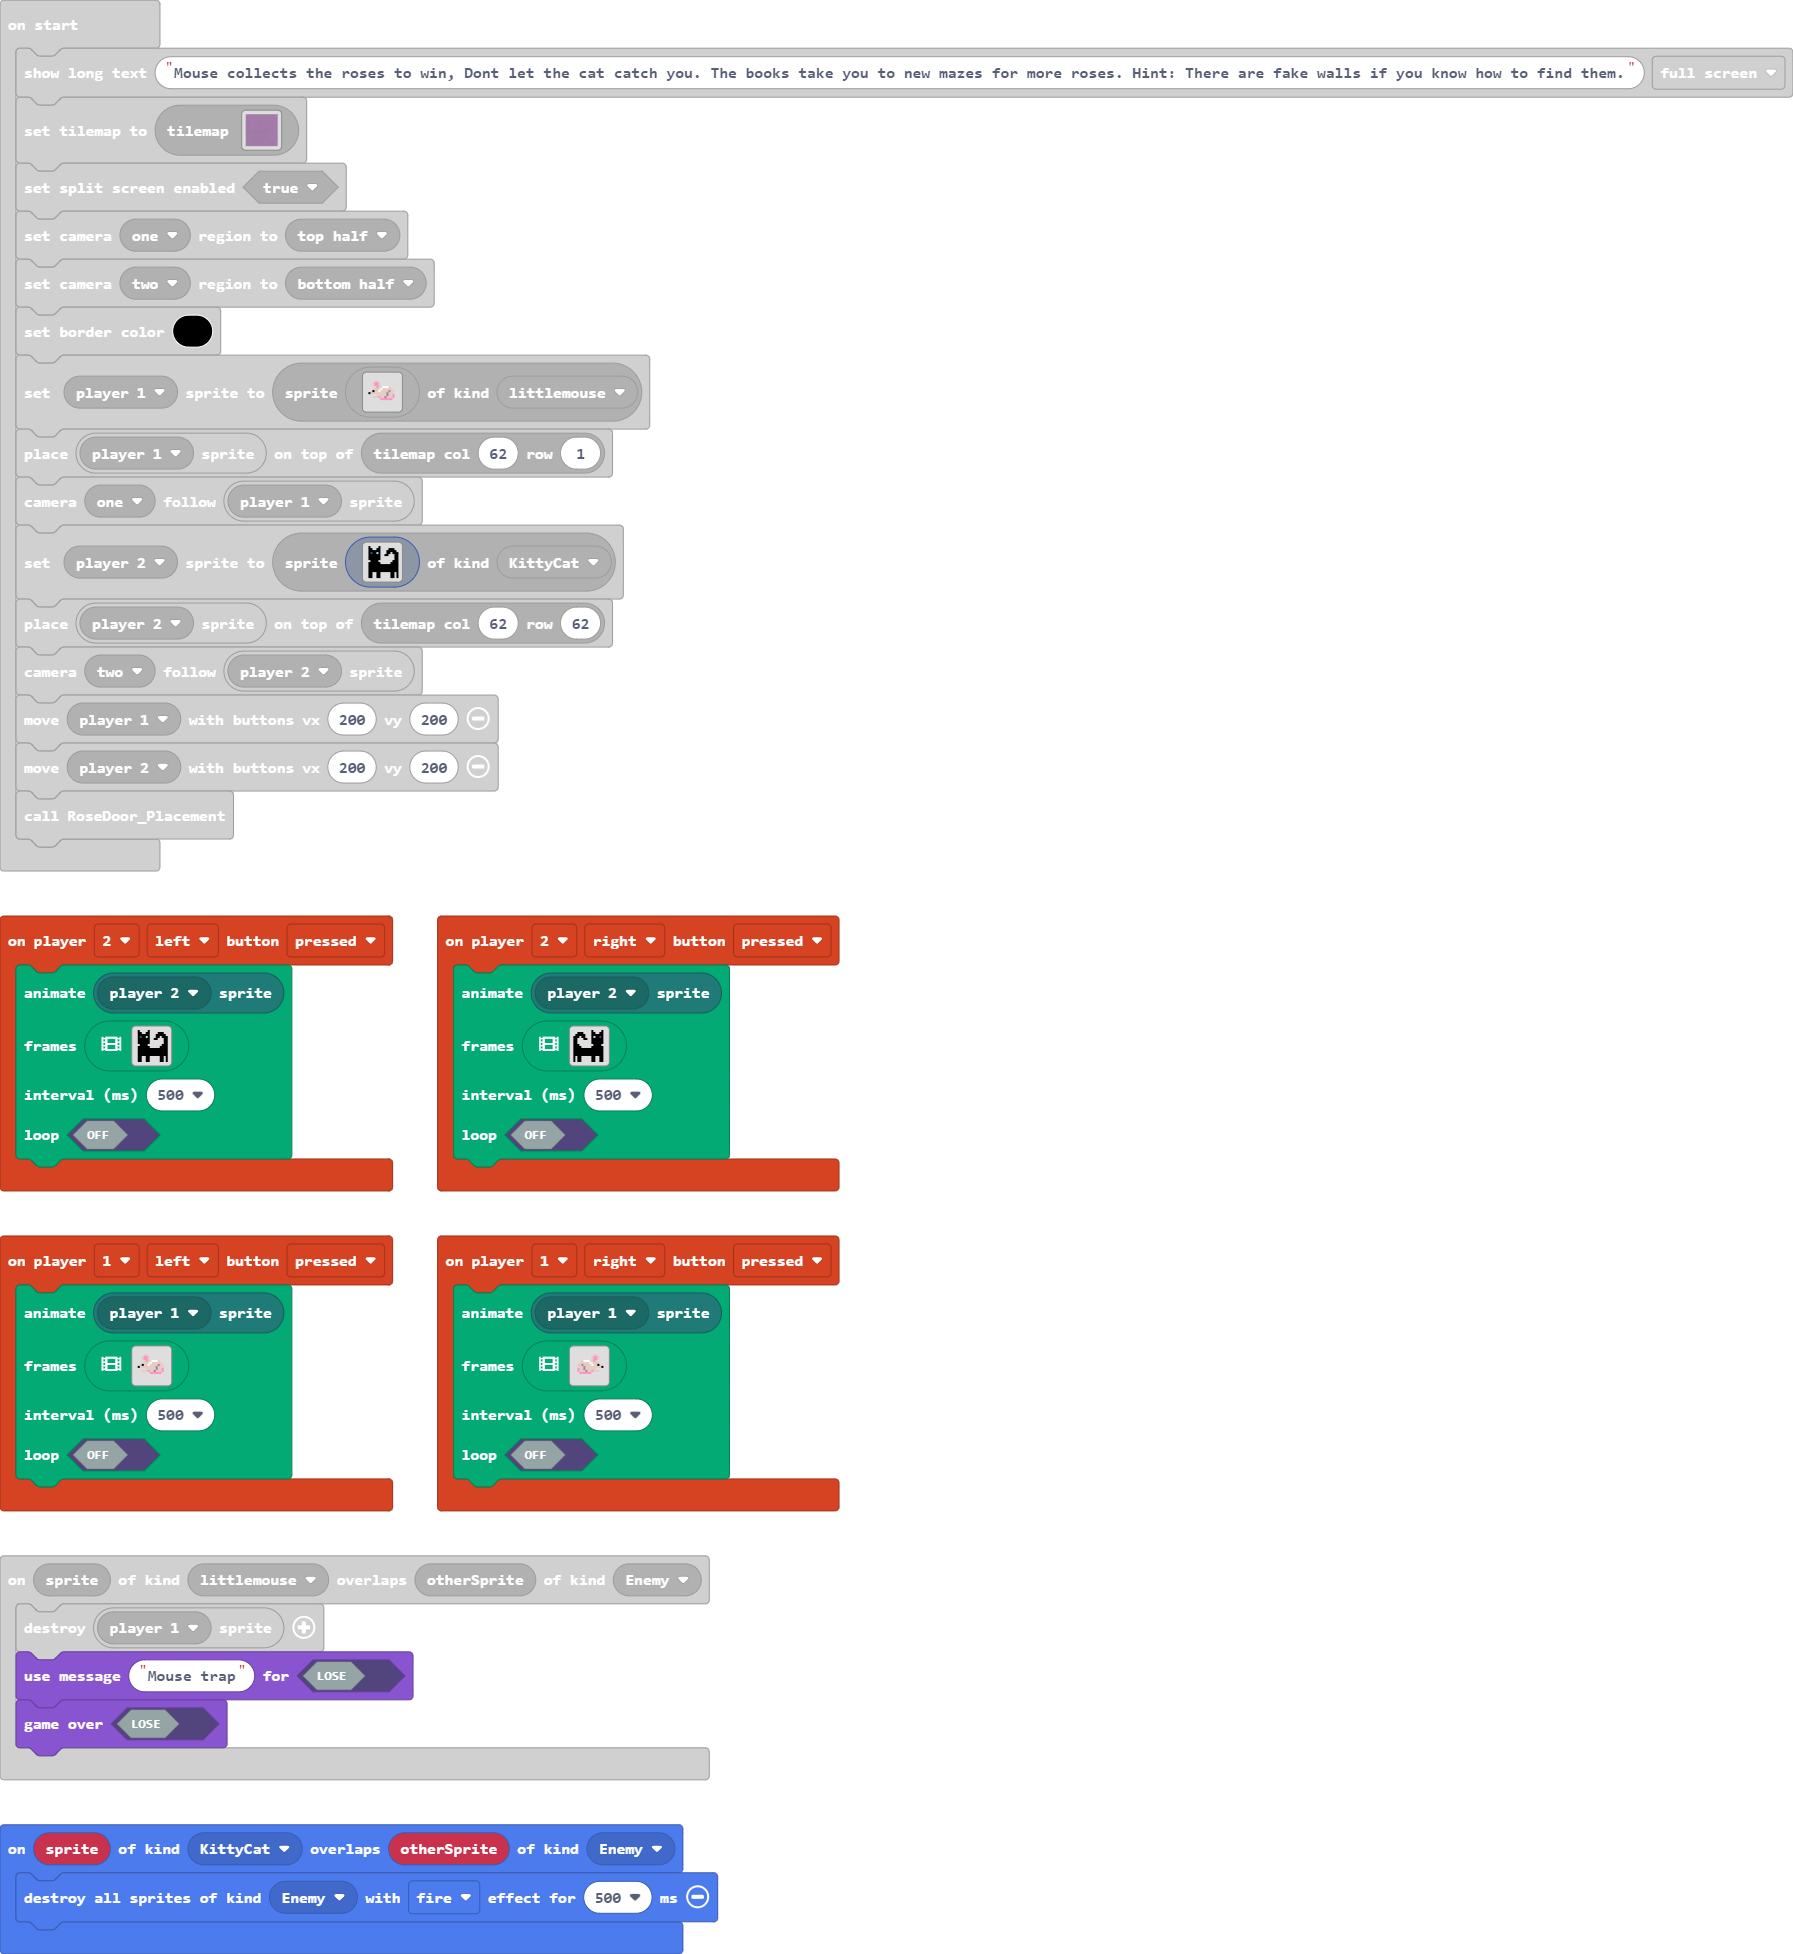 on start
show long text "Mouse collects the roses to win, Dont let the cat catch you. The books take you to new mazes for more roses. Hint: There are fake walls if you know how to find them." full screen
set tilemap to tilemap
set split screen enabled true
set camera one region to top half
set camera two region to bottom half
set border color
set player 1 sprite to sprite of kind littlemouse
place player 1 sprite on top of tilemap col 62 row 1
camera one follow player 1 sprite
set player 2 sprite to sprite of kind KittyCat
place player 2 sprite on top of tilemap col 62 row 62
camera two follow player 2 sprite
move player 1 with buttons vx 200 vy 200
move player 2 with buttons vx 200 vy 200
call RoseDoor_Placement
on player 2 left button pressed
animate player 2 sprite
frames
interval (ms) 500
loop OFF
on player 2 right button pressed
animate player 2 sprite
frames
interval (ms) 500
loop OFF
on player 1 left button pressed
animate player 1 sprite
frames
interval (ms) 500
loop OFF
on player 1 right button pressed
animate player 1 sprite
frames
interval (ms) 500
loop OFF
on sprite of kind littlemouse overlaps otherSprite of kind Enemy
destroy player 1 sprite
use message "Mouse trap" for LOSE
game over LOSE
on sprite of kind KittyCat overlaps otherSprite of kind Enemy
destroy all sprites of kind Enemy with fire effect for 500 ms